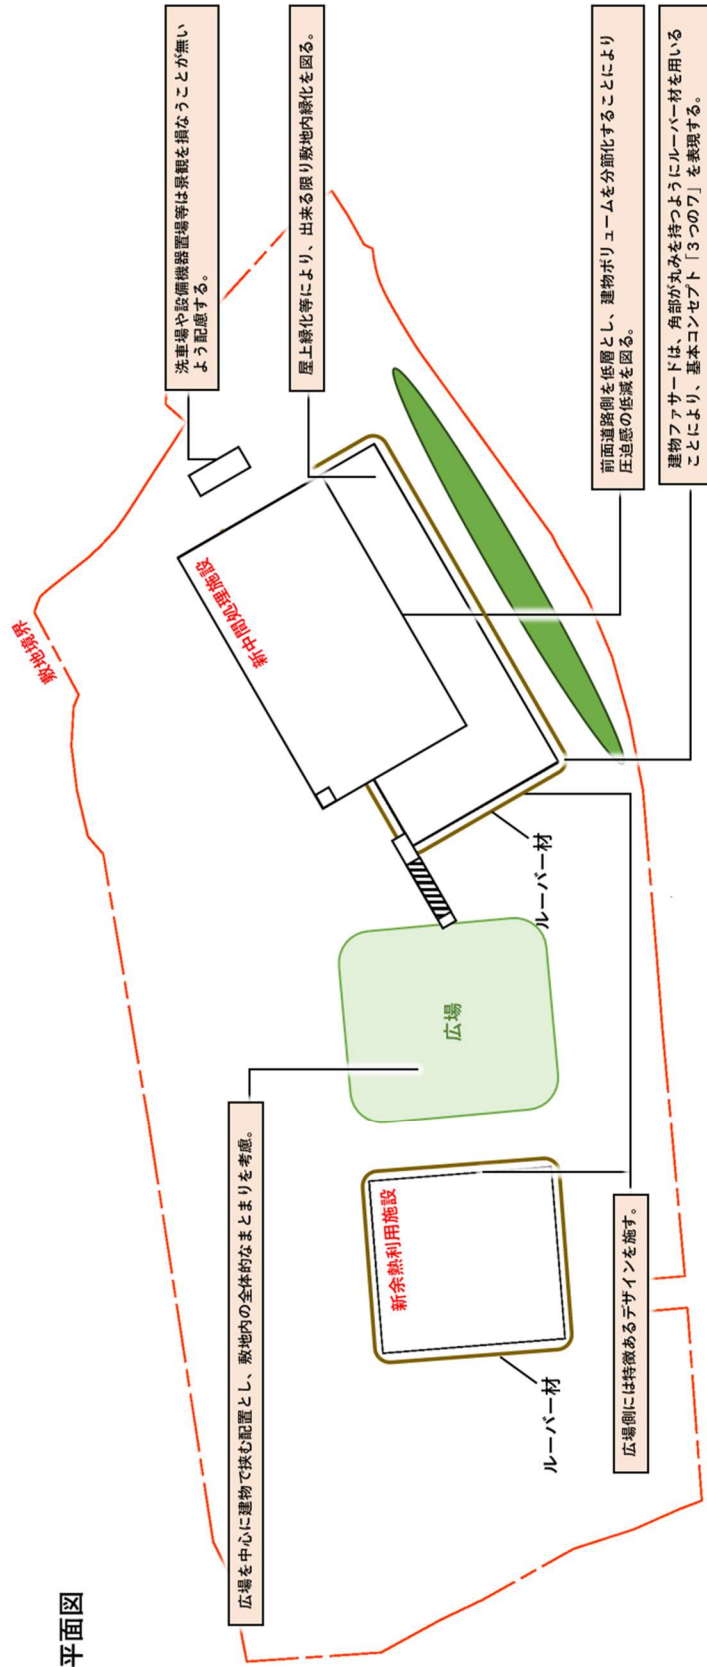 平面図
広場を中心に建物で挟む配置とし、敷地内の全体的なまとまりを考慮。
敷地境界
洗車場や設備機器置場等は景観を損なうことが無い
よう配慮する。
屋上緑化等により、出来る限り敷地内緑化を図る。
新中間処理施設
新余熱利用施設
広場
ルーバー材
ルーバー材
広場側には特徴あるデザインを施す。
前面道路側を低層とし、建物ボリュームを分節化することにより
圧迫感の低減を図る。
建物ファサードは、角部が丸みを持つようにルーバー材を用いる
ことにより、基本コンセプト「3つのワ」を表現する。